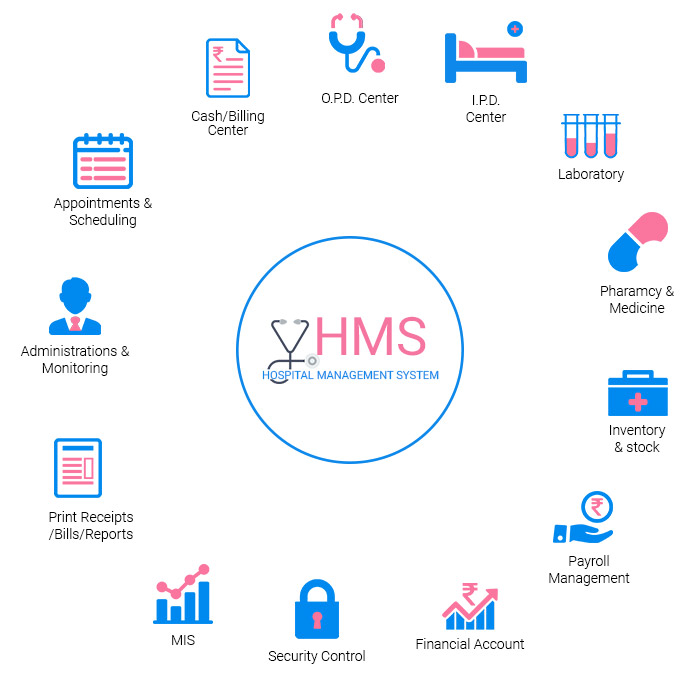 O.P.D. Center
I.P.D.
Center
Laboratory
Pharamcy &
Medicine
Inventory
& stock
Payroll
Management
Financial Account
Security Control
MIS
Print Receipts
/Bills/Reports
Administrations &
Monitoring
Appointments &
Scheduling
Cash/Billing
Center
HMS
HOSPITAL MANAGEMENT SYSTEM
₹
₹
₹